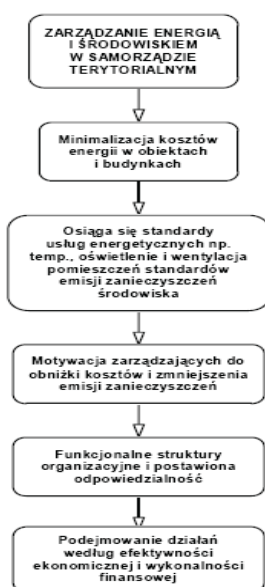 ZARZĄDZANIE ENERGIĄ
I ŚRODOWISKIEM
W SAMORZĄDZIE
TERYTORIALNYM
Minimalizacja kosztów
energii w obiektach
i budynkach
Osiąga się standardy
usług energetycznych np.
temp., oświetlenie i wentylacja
pomieszczeń standardów
emisji zanieczyszczeń
środowiska
Motywacja zarządzających do
obniżki kosztów i zmniejszenia
emisji zanieczyszczeń
Funkcjonalne struktury
organizacyjne i postawiona
odpowiedzialność
Podejmowanie działań
według efektywności
ekonomicznej i wykonalności
finansowej